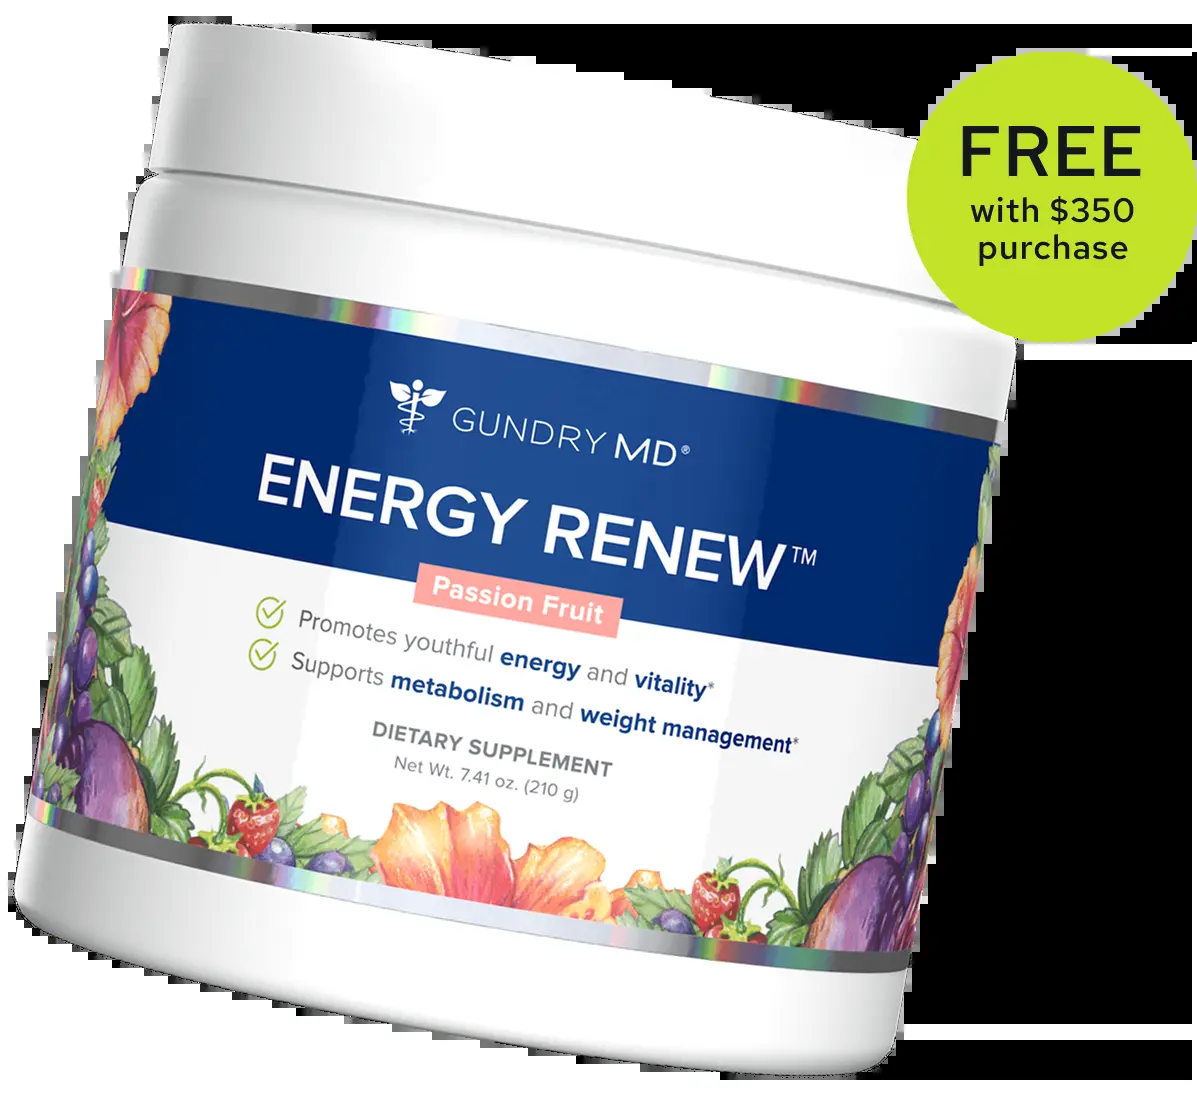 FREE
with $350
purchase
GUNDRY MD®
ENERGY RENEW™
Passion Fruit
Promotes youthful energy and vitality*
Supports metabolism and weight management*
DIETARY SUPPLEMENT
Net Wt. 7.41 oz. (210 g)